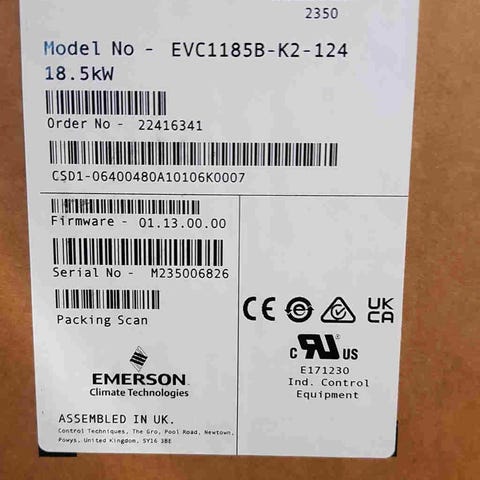 2350
Model No - EVC1185B-K2-124
18.5kW
Order No - 22416341
CSD1-06400480A10106K0007
Firmware - 01.13.00.00
Serial No - M235006826
Packing Scan
CE
UK
CA
C RU US
E171230
Ind. Control
Equipment
EMERSON
Climate Technologies
ASSEMBLED IN UK.
Control Techniques, The Gro, Pool Road, Newtown,
Powys, United Kingdom, SY16 3BE